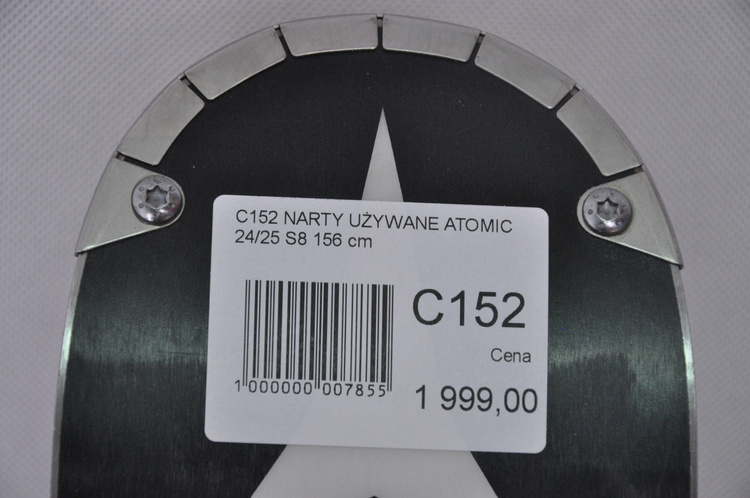 C152 NARTY UŻYWANE ATOMIC
24/25 S8 156 cm
C152
Cena
1 999,00
1 000000 007855